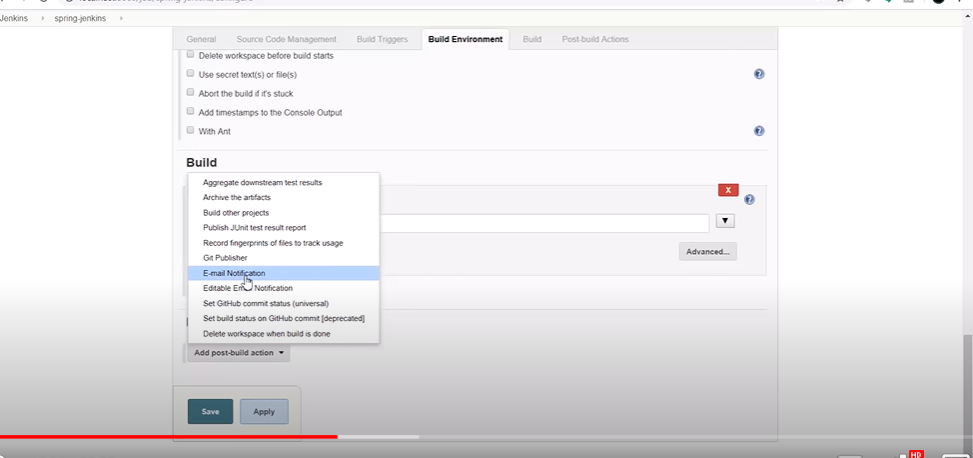 Jenkins
spring-jenkins
General Source Code Management Build Triggers Build Environment Build Post-build Actions
Delete workspace before build starts
Use secret text(s) or file(s)
Abort the build if it's stuck
Add timestamps to the Console Output
With Ant
Build
Aggregate downstream test results
Archive the artifacts
X
Build other projects
Publish JUnit test result report
Record fingerprints of files to track usage
Advanced...
Git Publisher
E-mail Notification
Editable Notification
Set GitHub commit status (universal)
Set build status on GitHub commit [deprecated]
Delete workspace when build is done
Add post-build action
Save Apply
HD